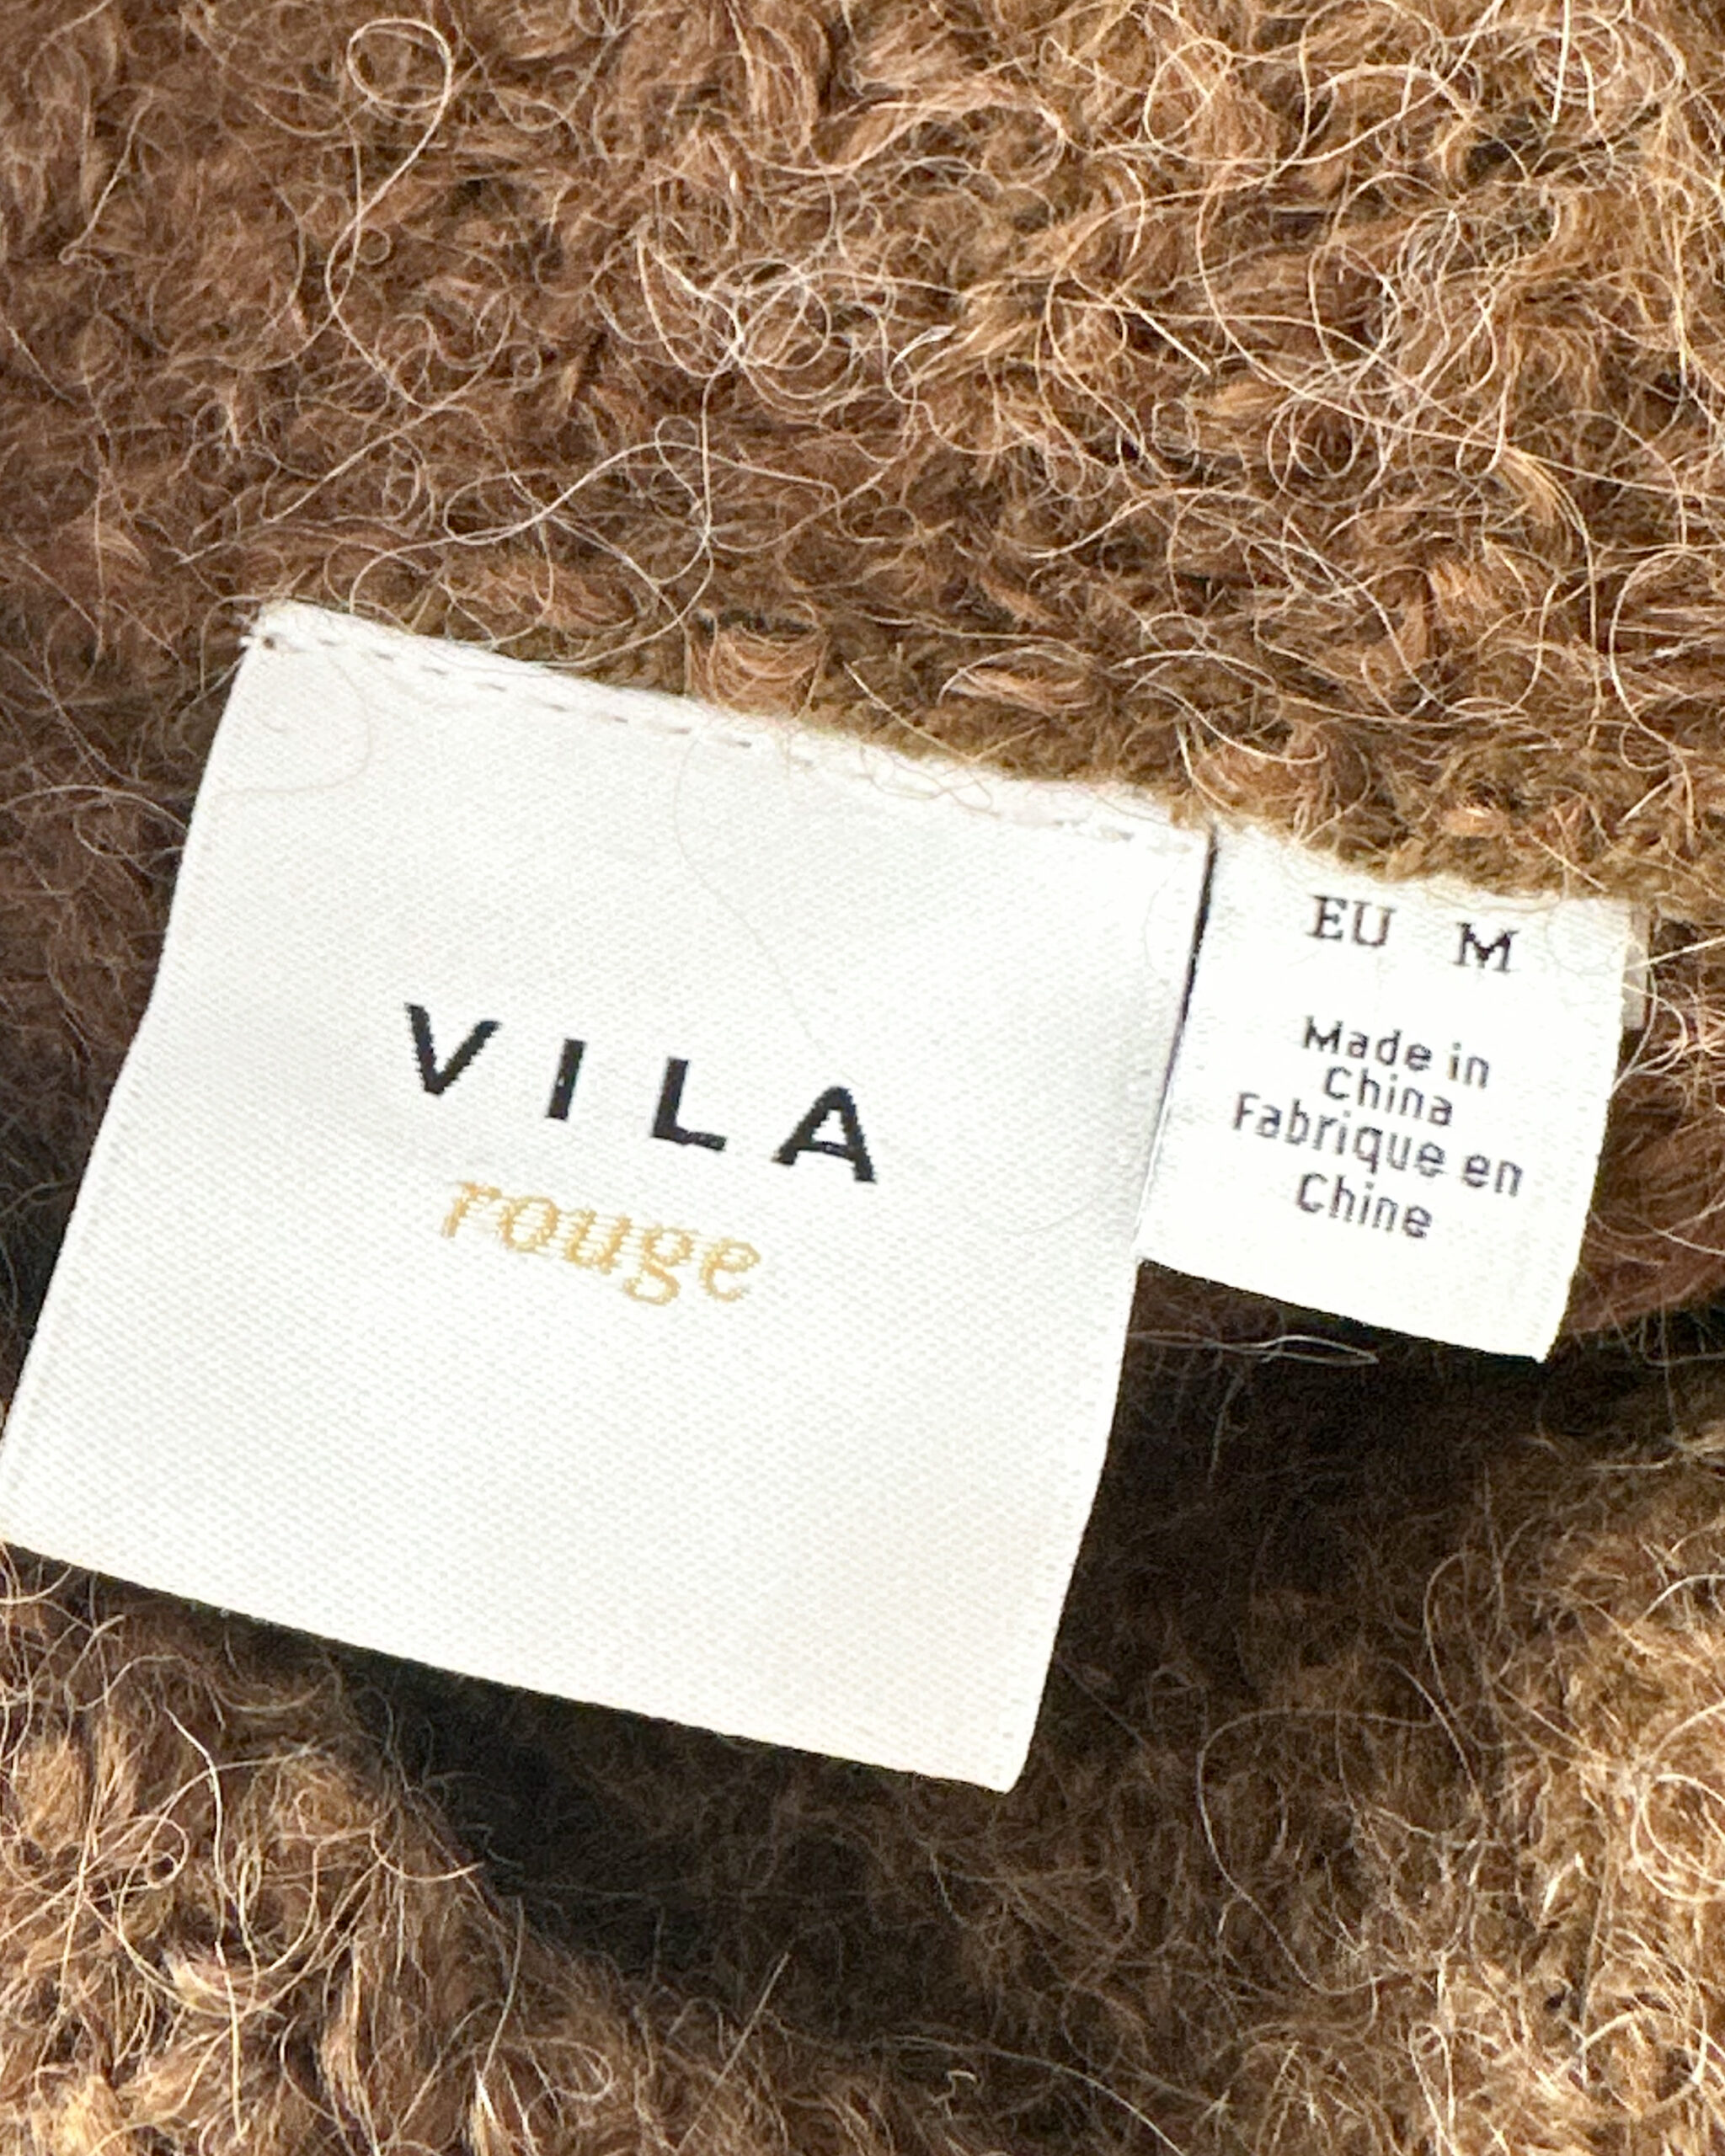 VILA
rouge
EU M
Made in
China
Fabrique en
Chine